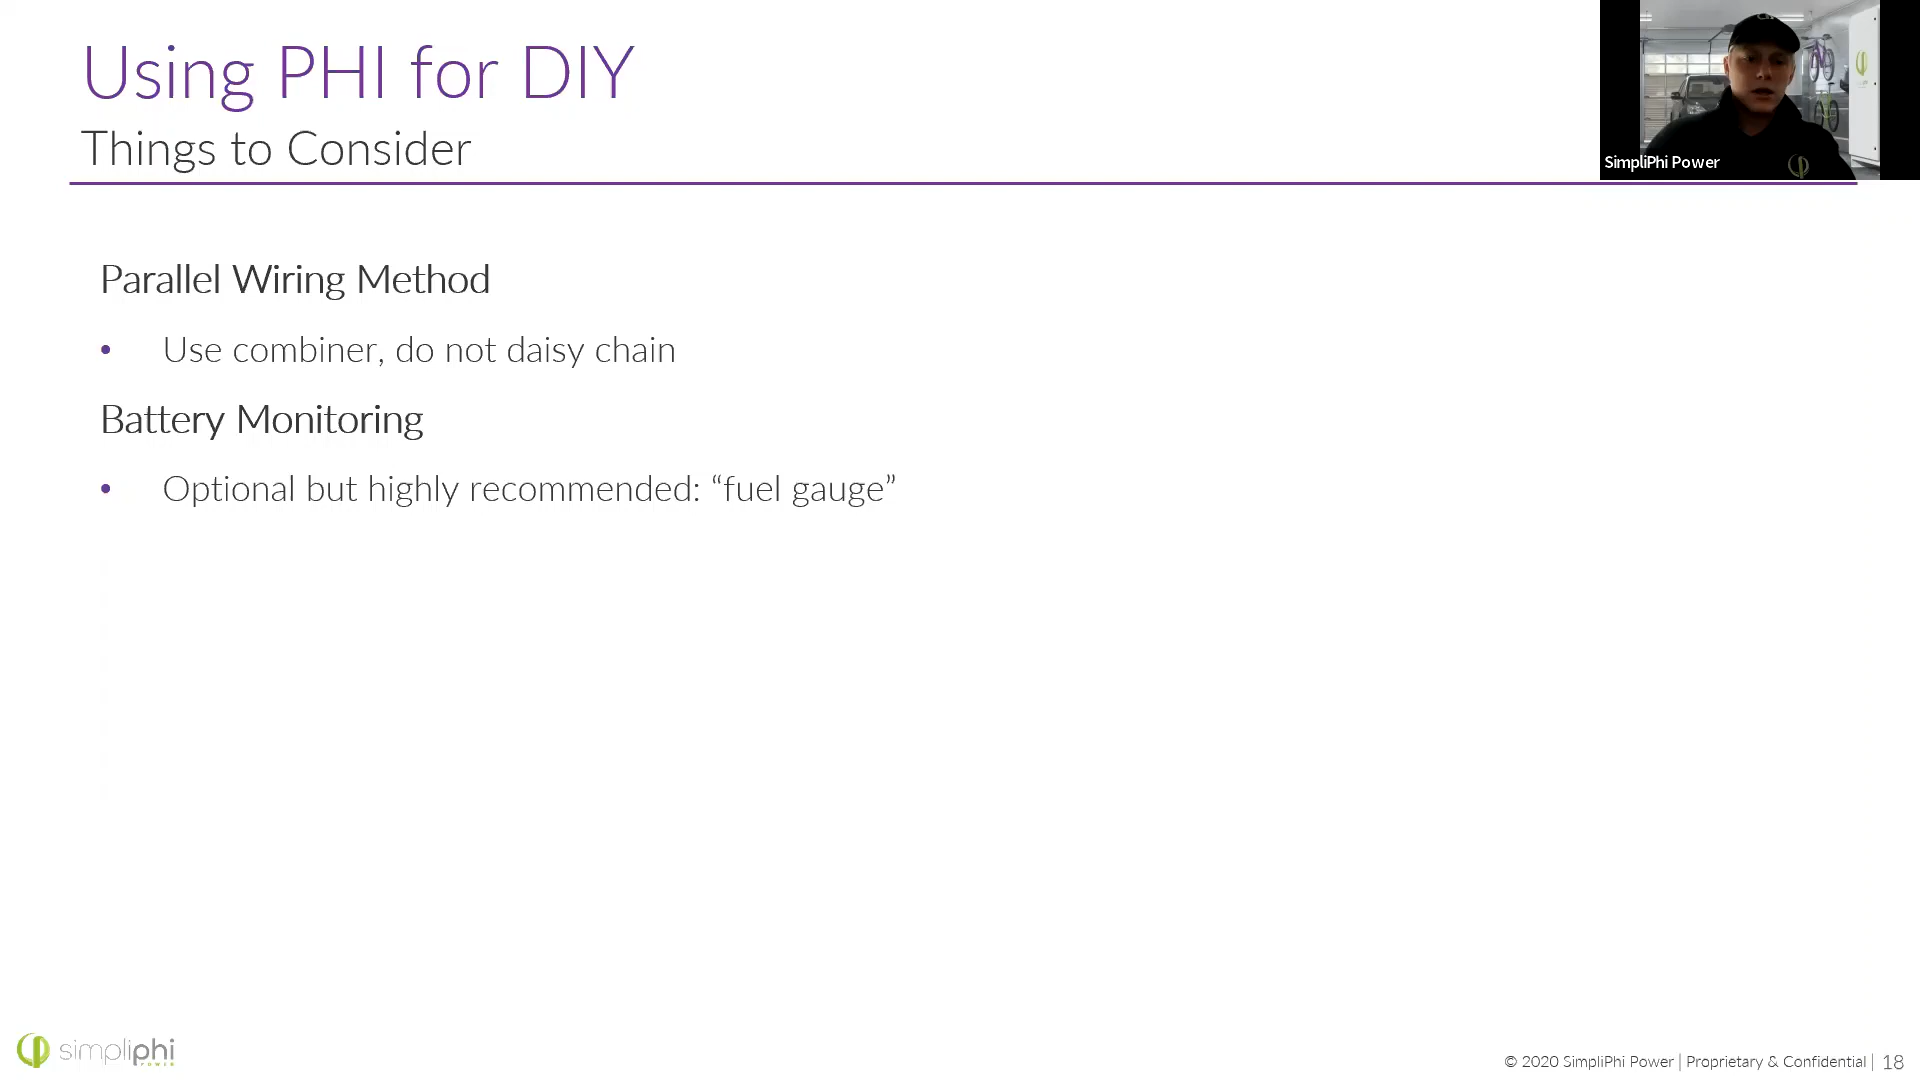 Using PHI for DIY
Things to Consider
SimpliPhi Power
Parallel Wiring Method
• Use combiner, do not daisy chain
Battery Monitoring
• Optional but highly recommended: “fuel gauge”
simpliphi
POWER
© 2020 SimpliPhi Power | Proprietary & Confidential | 18